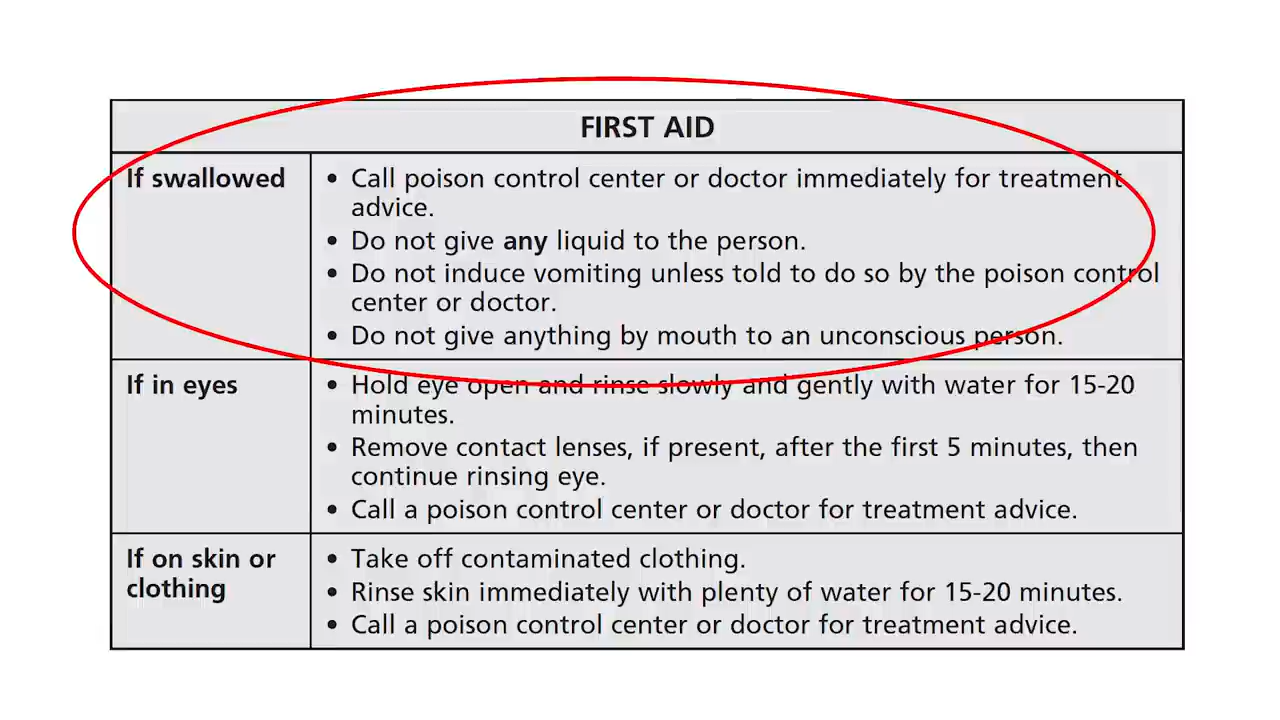 FIRST AID
If swallowed
• Call poison control center or doctor immediately for treatment
advice.
• Do not give any liquid to the person.
• Do not induce vomiting unless told to do so by the poison control
center or doctor.
• Do not give anything by mouth to an unconscious person.
If in eyes
• Hold eye open and rinse slowly and gently with water for 15-20
minutes.
• Remove contact lenses, if present, after the first 5 minutes, then
continue rinsing eye.
• Call a poison control center or doctor for treatment advice.
If on skin or
clothing
• Take off contaminated clothing.
• Rinse skin immediately with plenty of water for 15-20 minutes.
• Call a poison control center or doctor for treatment advice.